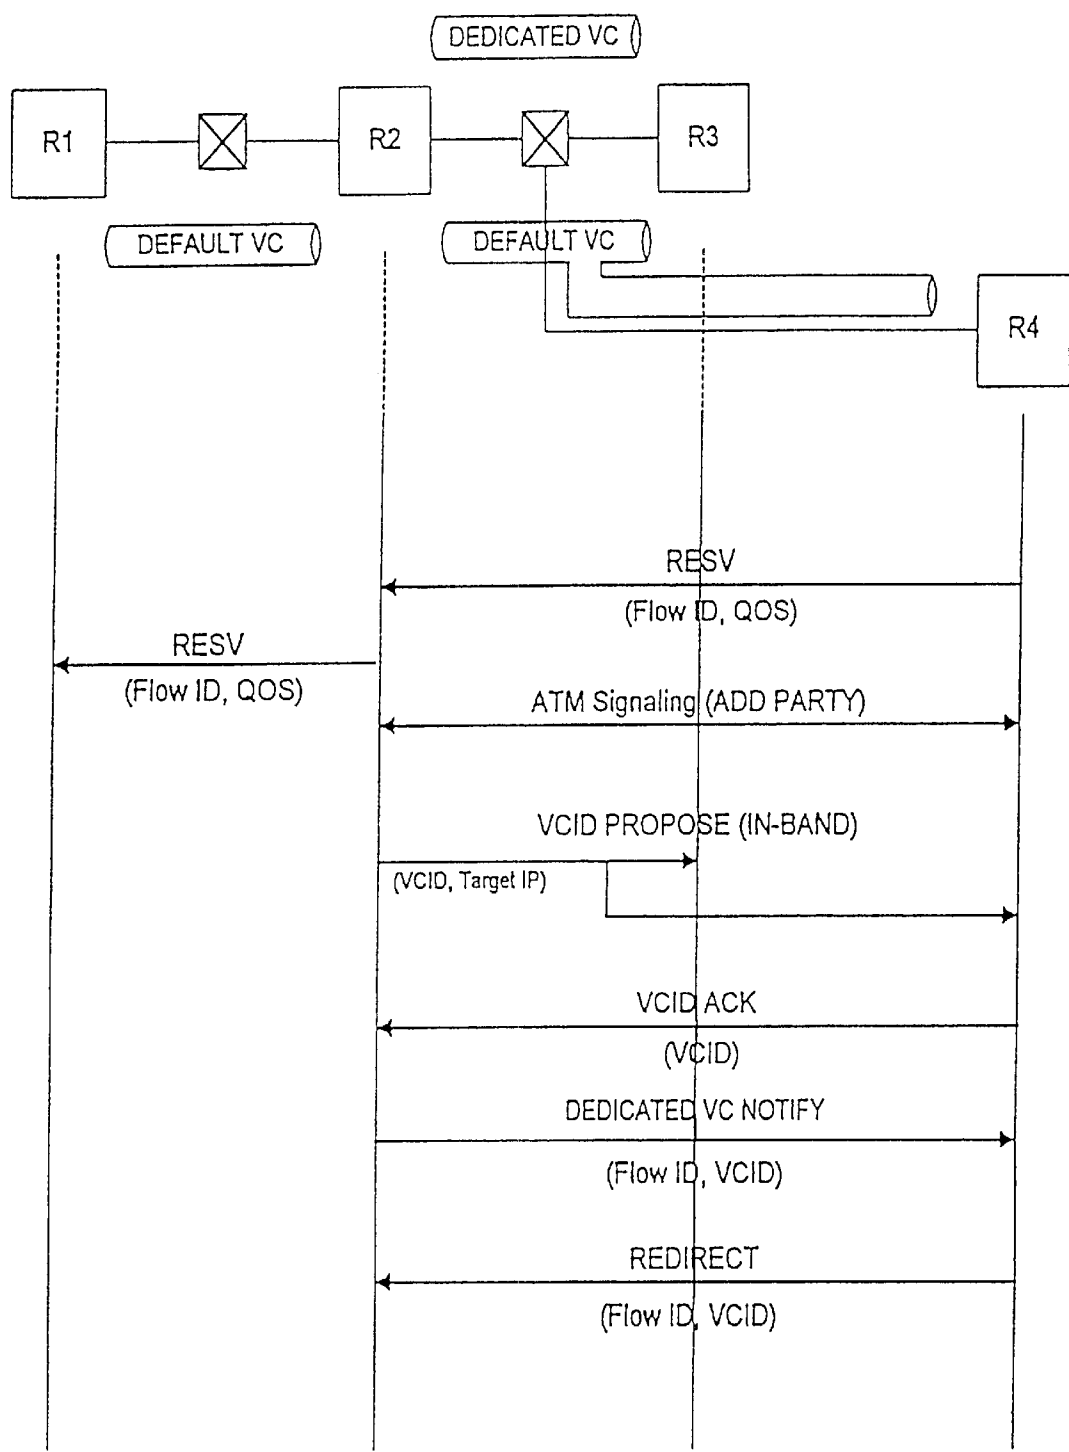 DEDICATED VC
R1
R2
R3
DEFAULT VC
DEFAULT VC
R4
RESV
(Flow ID, QOS)
RESV
(Flow ID, QOS)
ATM Signaling (ADD PARTY)
VCID PROPOSE (IN-BAND)
(VCID, Target IP)
VCID ACK
(VCID)
DEDICATED VC NOTIFY
(Flow ID, VCID)
REDIRECT
(Flow ID, VCID)